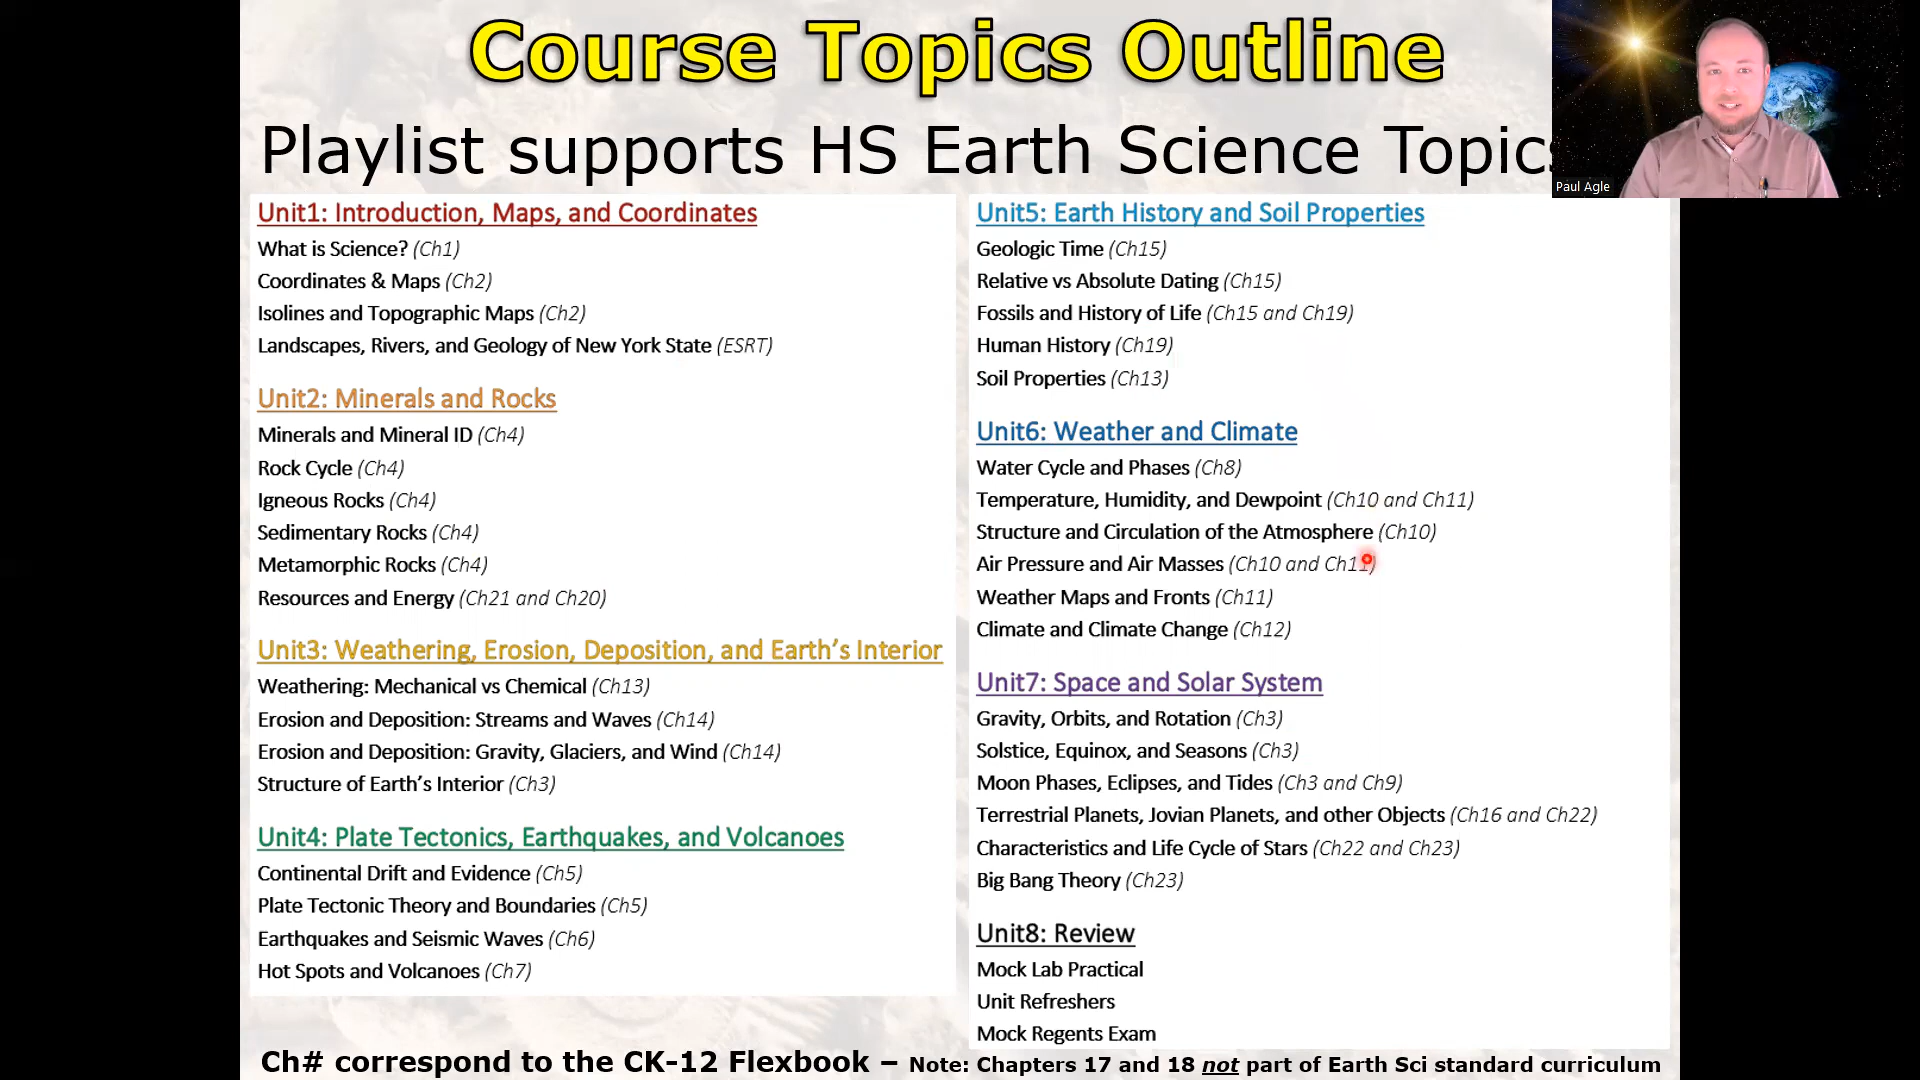 Course Topics Outline
Playlist supports HS Earth Science Topics
Paul Agle
Unit1: Introduction, Maps, and Coordinates
What is Science? (Ch1)
Coordinates & Maps (Ch2)
Isolines and Topographic Maps (Ch2)
Landscapes, Rivers, and Geology of New York State (ESRT)
Unit2: Minerals and Rocks
Minerals and Mineral ID (Ch4)
Rock Cycle (Ch4)
Igneous Rocks (Ch4)
Sedimentary Rocks (Ch4)
Metamorphic Rocks (Ch4)
Resources and Energy (Ch21 and Ch20)
Unit3: Weathering, Erosion, Deposition, and Earth’s Interior
Weathering: Mechanical vs Chemical (Ch13)
Erosion and Deposition: Streams and Waves (Ch14)
Erosion and Deposition: Gravity, Glaciers, and Wind (Ch14)
Structure of Earth’s Interior (Ch3)
Unit4: Plate Tectonics, Earthquakes, and Volcanoes
Continental Drift and Evidence (Ch5)
Plate Tectonic Theory and Boundaries (Ch5)
Earthquakes and Seismic Waves (Ch6)
Hot Spots and Volcanoes (Ch7)
Unit5: Earth History and Soil Properties
Geologic Time (Ch15)
Relative vs Absolute Dating (Ch15)
Fossils and History of Life (Ch15 and Ch19)
Human History (Ch19)
Soil Properties (Ch13)
Unit6: Weather and Climate
Water Cycle and Phases (Ch8)
Temperature, Humidity, and Dewpoint (Ch10 and Ch11)
Structure and Circulation of the Atmosphere (Ch10)
Air Pressure and Air Masses (Ch10 and Ch11)
Weather Maps and Fronts (Ch11)
Climate and Climate Change (Ch12)
Unit7: Space and Solar System
Gravity, Orbits, and Rotation (Ch3)
Solstice, Equinox, and Seasons (Ch3)
Moon Phases, Eclipses, and Tides (Ch3 and Ch9)
Terrestrial Planets, Jovian Planets, and other Objects (Ch16 and Ch22)
Characteristics and Life Cycle of Stars (Ch22 and Ch23)
Big Bang Theory (Ch23)
Unit8: Review
Mock Lab Practical
Unit Refreshers
Mock Regents Exam
Ch# correspond to the CK-12 Flexbook – Note: Chapters 17 and 18 not part of Earth Sci standard curriculum